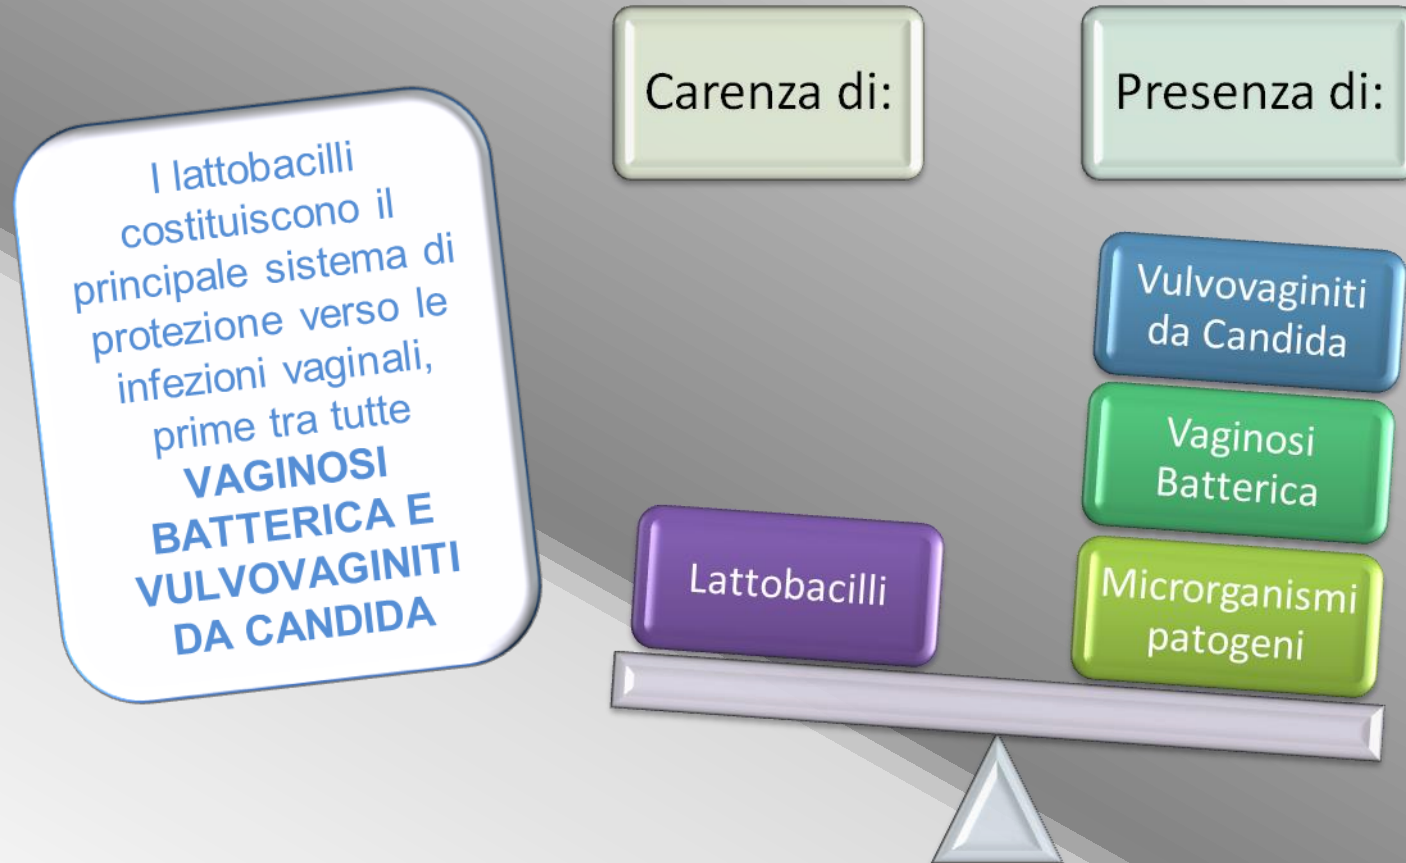 I lattobacilli
costituiscono il
principale sistema di
protezione verso le
infezioni vaginali,
prime tra tutte
VAGINOSI
BATTERICA E
VULVOVAGINITI
DA CANDIDA
Carenza di:
Lattobacilli
Presenza di:
Vulvovaginiti
da Candida
Vaginosi
Batterica
Microrganismi
patogeni